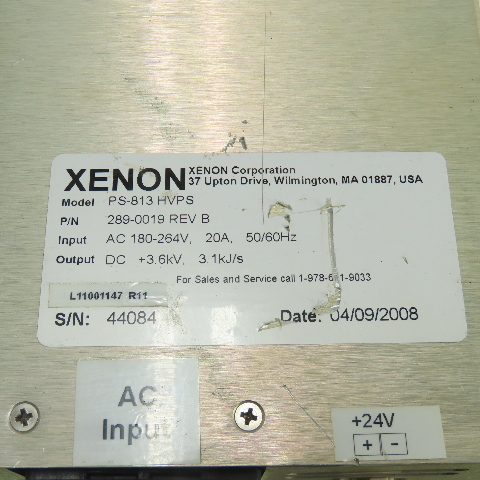 XENON
XENON Corporation
37 Upton Drive, Wilmington, MA 01887, USA
Model PS-813 HVPS
P/N 289-0019 REV B
Input AC 180-264V, 20A, 50/60Hz
Output DC +3.6kV, 3.1kJ/s
For Sales and Service call
L11001147 R11
S/N: 44084
Date: 04/09/2008
AC
Input
+24V
+ -